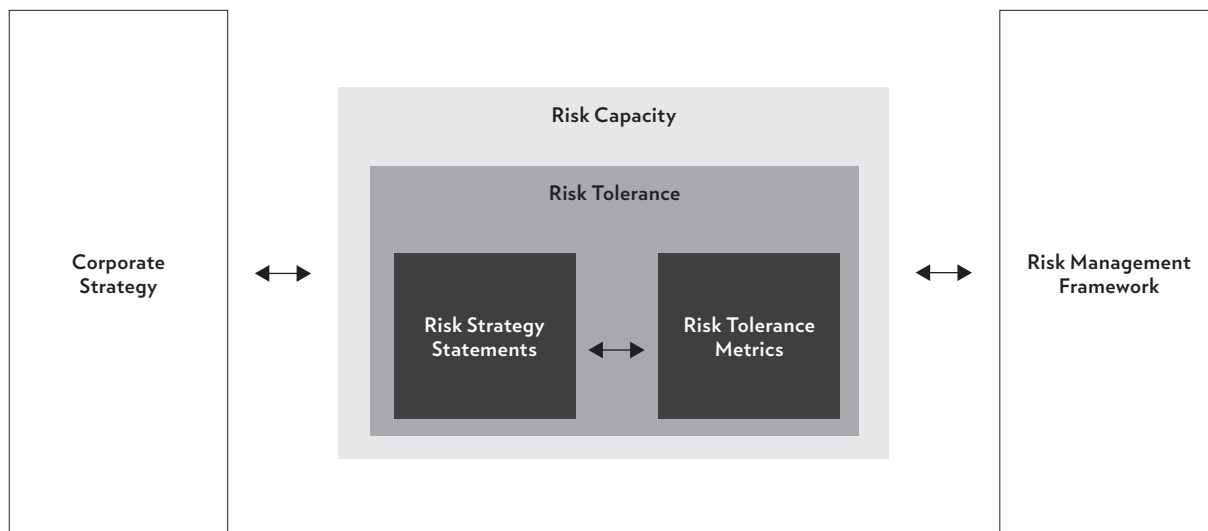 Risk Capacity
Risk Tolerance
Corporate
Strategy
Risk Strategy
Statements
Risk Tolerance
Metrics
Risk Management
Framework